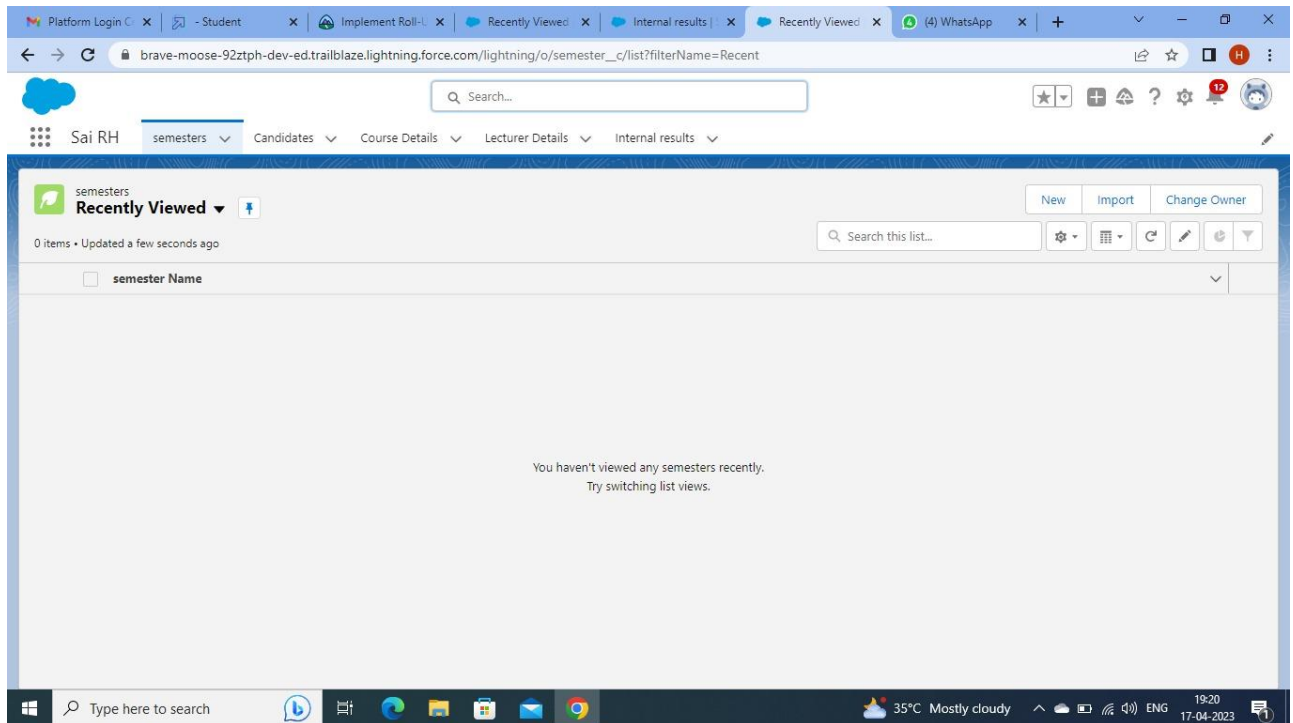 Platform Login C
- Student
Implement Roll-U
Recently Viewed
Internal results | S
Recently Viewed
(4) WhatsApp
brave-moose-92ztph-dev-ed.trailblaze.lightning.force.com/lightning/o/semester__c/list?filterName=Recent
H
Search...
12
Sai RH
semesters
Candidates
Course Details
Lecturer Details
Internal results
semesters
Recently Viewed
New
Import
Change Owner
0 items • Updated a few seconds ago
Search this list...
semester Name
You haven't viewed any semesters recently.
Try switching list views.
Type here to search
35°C Mostly cloudy
ENG
19:20
17-04-2023
1